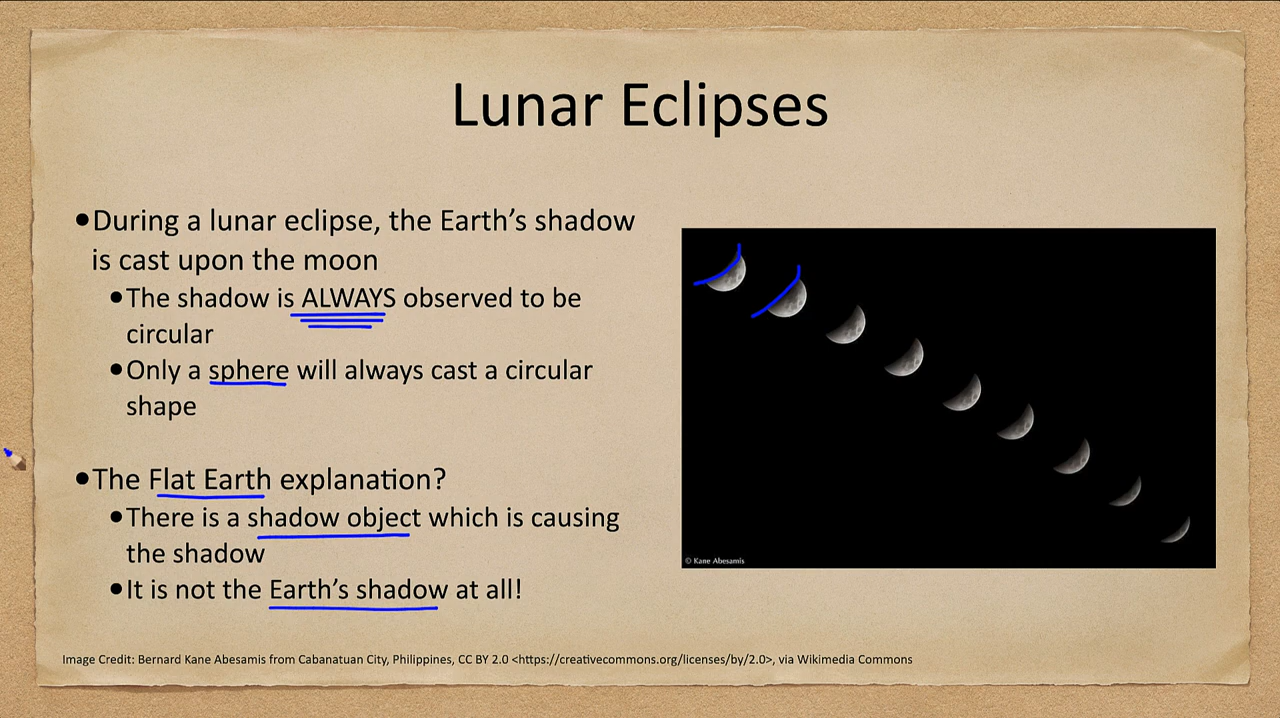 Lunar Eclipses
•During a lunar eclipse, the Earth’s shadow
is cast upon the moon
•The shadow is ALWAYS observed to be
circular
•Only a sphere will always cast a circular
shape
•The Flat Earth explanation?
•There is a shadow object which is causing
the shadow
•It is not the Earth’s shadow at all!
© Kane Abesamis
Image Credit: Bernard Kane Abesamis from Cabanatuan City, Philippines, CC BY 2.0 <https://creativecommons.org/licenses/by/2.0>, via Wikimedia Commons